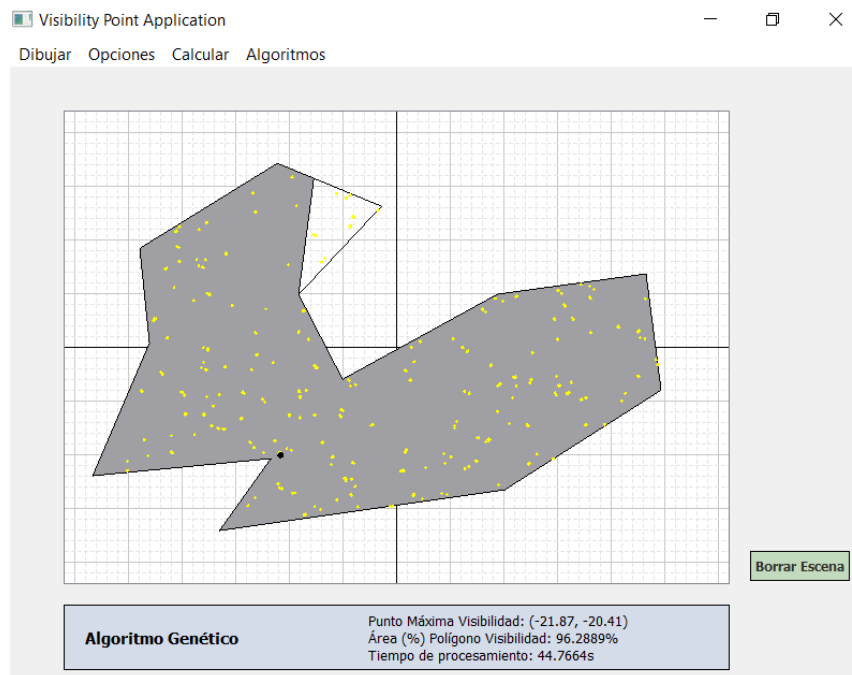 Visibility Point Application
Dibujar Opciones Calcular Algoritmos
Borrar Escena
Algoritmo Genético
Punto Máxima Visibilidad: (-21.87, -20.41)
Área (%) Polígono Visibilidad: 96.2889%
Tiempo de procesamiento: 44.7664s